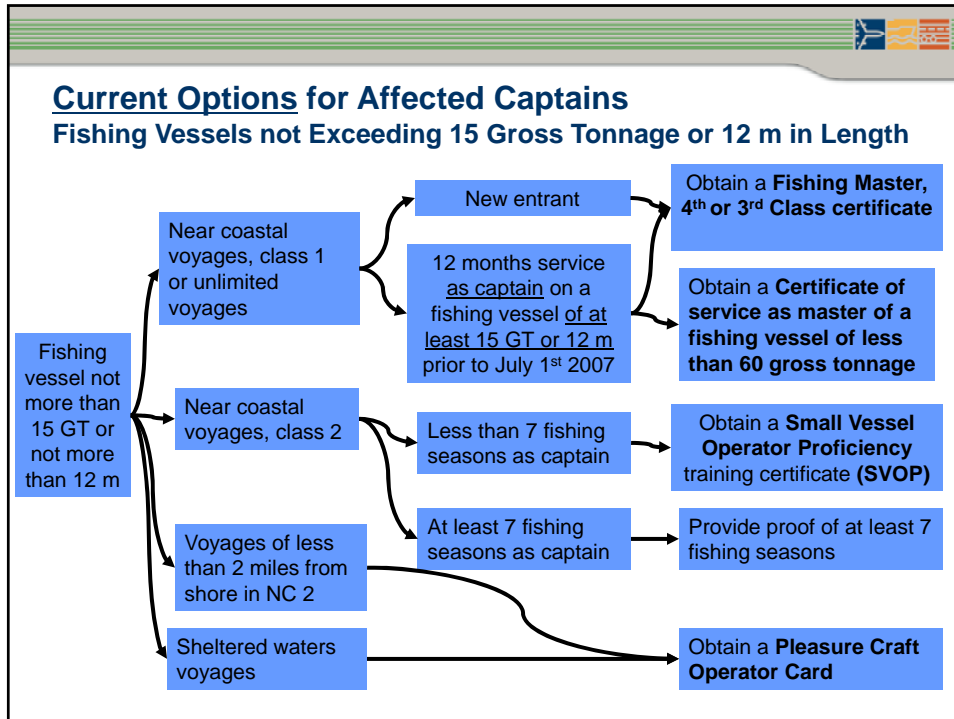 Current Options for Affected Captains
Fishing Vessels not Exceeding 15 Gross Tonnage or 12 m in Length
Fishing
vessel not
more than
15 GT or
not more
than 12 m
Near coastal
voyages, class 1
or unlimited
voyages
New entrant
12 months service
as captain on a
fishing vessel of at
least 15 GT or 12 m
prior to July 1st 2007
Obtain a Fishing Master,
4th or 3rd Class certificate
Obtain a Certificate of
service as master of a
fishing vessel of less
than 60 gross tonnage
Near coastal
voyages, class 2
Less than 7 fishing
seasons as captain
Obtain a Small Vessel
Operator Proficiency
training certificate (SVOP)
At least 7 fishing
seasons as captain
Provide proof of at least 7
fishing seasons
Voyages of less
than 2 miles from
shore in NC 2
Sheltered waters
voyages
Obtain a Pleasure Craft
Operator Card